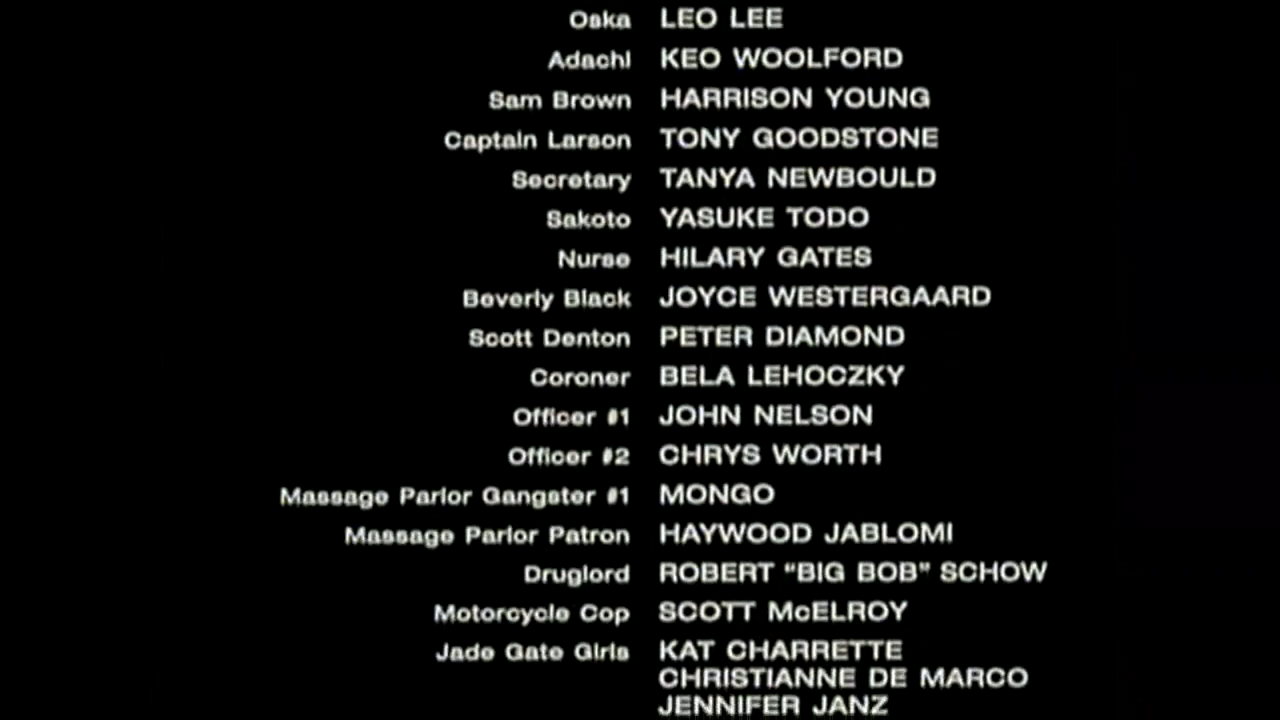 Oska LEO LEE
Adachi KEO WOOLFORD
Sam Brown HARRISON YOUNG
Captain Larson TONY GOODSTONE
Secretary TANYA NEWBOULD
Sakoto YASUKE TODO
Nurse HILARY GATES
Beverly Black JOYCE WESTERGAARD
Scott Denton PETER DIAMOND
Coroner BELA LEHOCZKY
Officer #1 JOHN NELSON
Officer #2 CHRYS WORTH
Massage Parlor Gangster #1 MONGO
Massage Parlor Patron HAYWOOD JABLOMI
Druglord ROBERT "BIG BOB" SCHOW
Motorcycle Cop SCOTT McELROY
Jade Gate Girls KAT CHARRETTE
CHRISTIANNE DE MARCO
JENNIFER JANZ